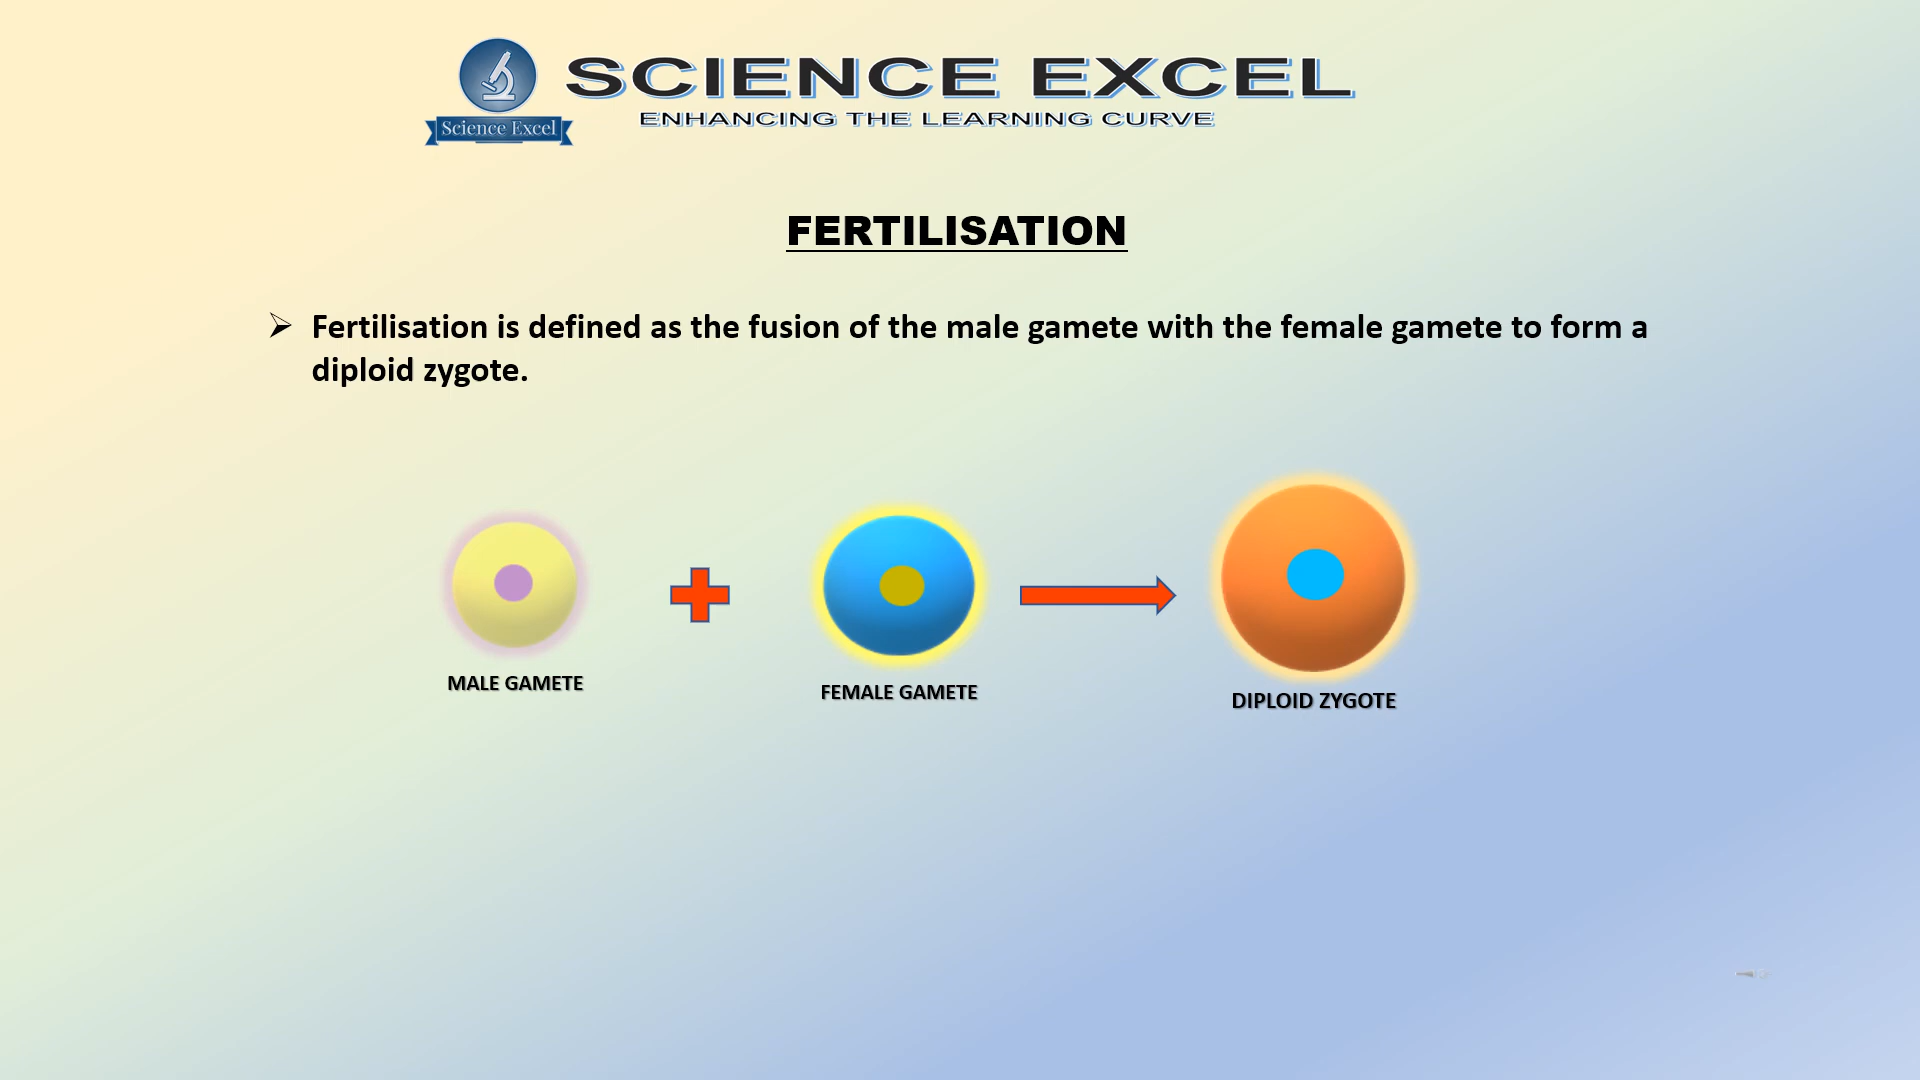 SCIENCE EXCEL
ENHANCING THE LEARNING CURVE
Science Excel
FERTILISATION
➢ Fertilisation is defined as the fusion of the male gamete with the female gamete to form a
diploid zygote.
MALE GAMETE
FEMALE GAMETE
DIPLOID ZYGOTE